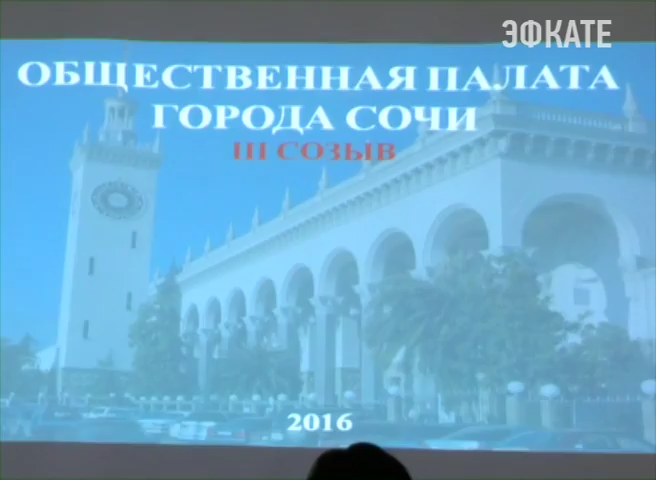 ЭФКАТЕ
ОБЩЕСТВЕННАЯ ПАЛАТА
ГОРОДА СОЧИ
III СОЗЫВ
2016